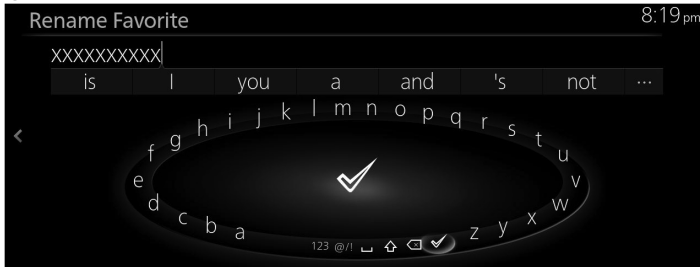 Rename Favorite 8:19 pm
xxxxxxxxxx
is I you a and 's not ...
a b c d e f g h i j k l m n o p q r s t u v w x y z
123 @/!